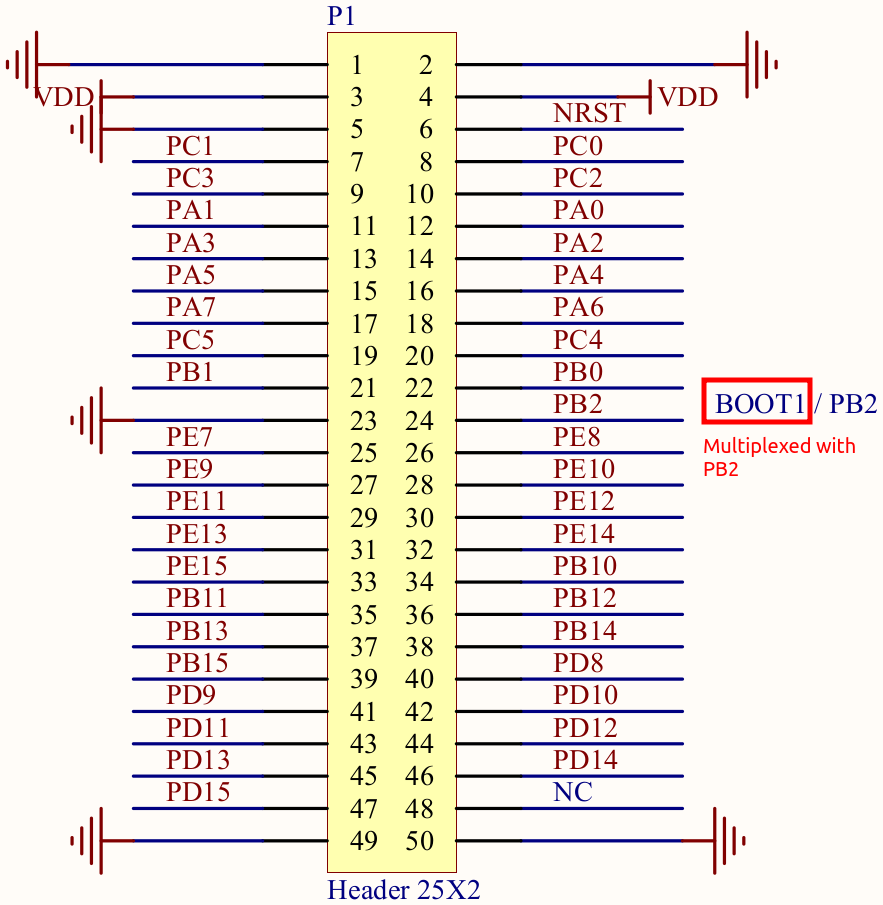 P1
1 2
VDD 3 4 VDD
NRST
5 6
PC1 PC0
7 8
PC3 PC2
9 10
PA1 PA0
11 12
PA3 PA2
13 14
PA5 PA4
15 16
PA7 PA6
17 18
PC5 PC4
19 20
PB1 PB0
21 22
PB2 BOOT1 / PB2
23 24
PE7 PE8
Multiplexed with
PB2
25 26
PE9 PE10
27 28
PE11 PE12
29 30
PE13 PE14
31 32
PE15 PB10
33 34
PB11 PB12
35 36
PB13 PB14
37 38
PB15 PD8
39 40
PD9 PD10
41 42
PD11 PD12
43 44
PD13 PD14
45 46
PD15 NC
47 48
49 50
Header 25X2